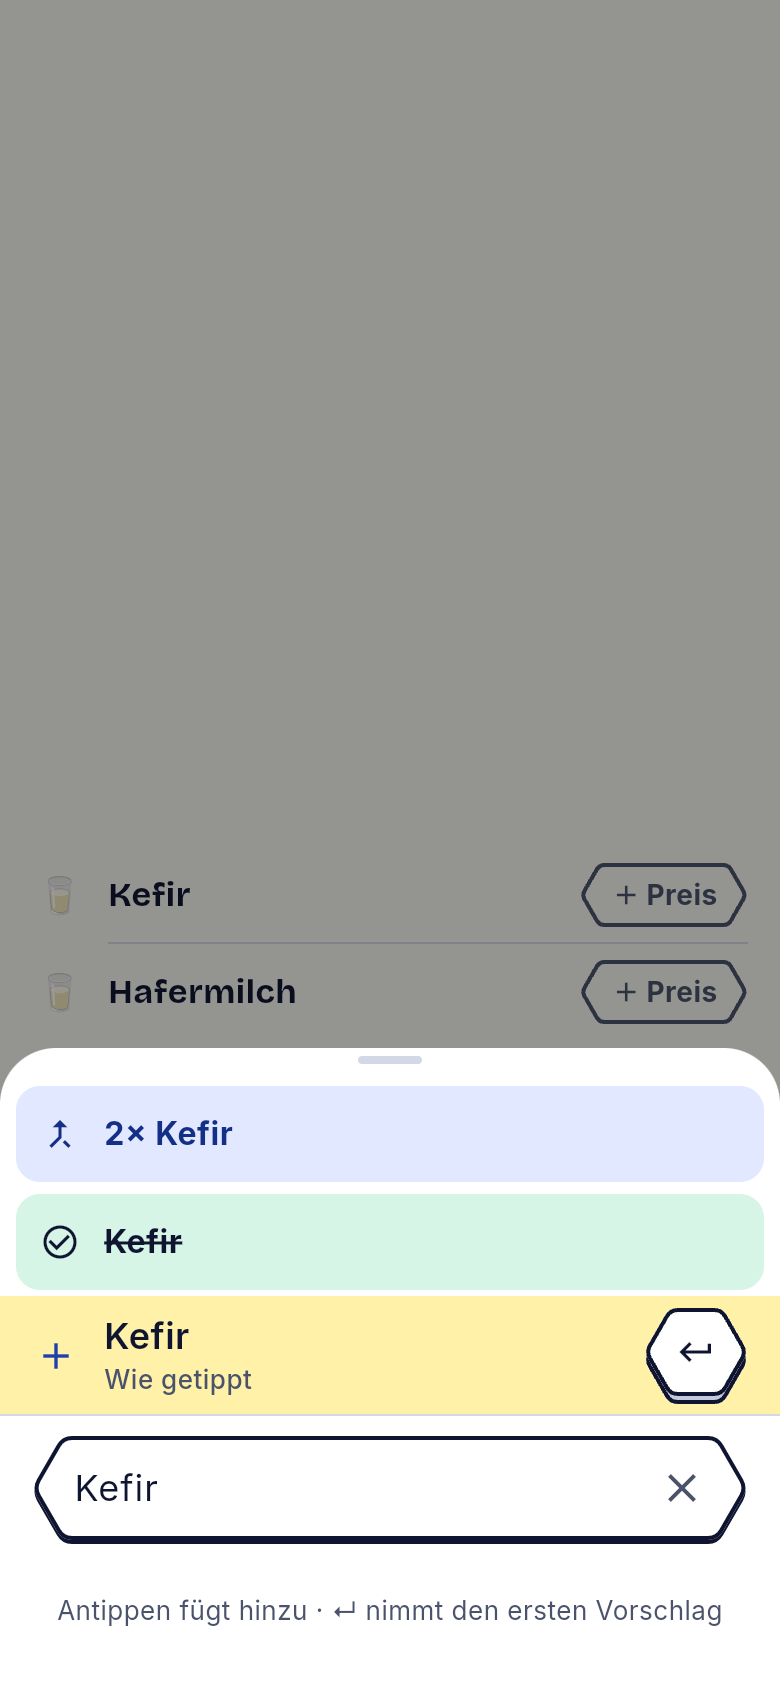 Kefir
+ Preis
Hafermilch
+ Preis
2× Kefir
Kefir
Kefir
Wie getippt
Kefir
Antippen fügt hinzu · ↵ nimmt den ersten Vorschlag